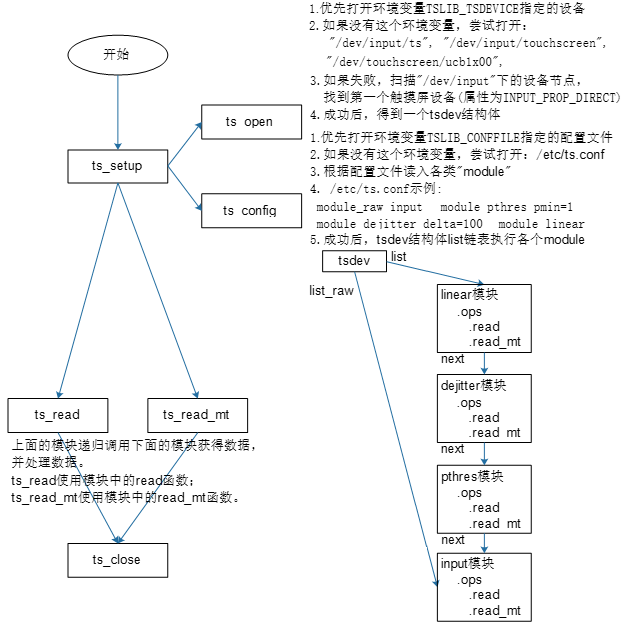 开始
ts_setup
ts_open
ts_config
1.优先打开环境变量TSLIB_TSDEVICE指定的设备
2.如果没有这个环境变量，尝试打开:
"/dev/input/ts", "/dev/input/touchscreen",
"/dev/touchscreen/ucb1x00",
3.如果失败，扫描"/dev/input"下的设备节点，
找到第一个触摸屏设备(属性为INPUT_PROP_DIRECT)
4.成功后，得到一个tsdev结构体
1.优先打开环境变量TSLIB_CONFFILE指定的配置文件
2.如果没有这个环境变量，尝试打开: /etc/ts.conf
3.根据配置文件读入各类"module"
4. /etc/ts.conf示例:
module_raw input module pthres pmin=1
module dejitter delta=100 module linear
5.成功后，tsdev结构体list链表执行各个module
ts_read
ts_read_mt
上面的模块递归调用下面的模块获得数据，
并处理数据。
ts_read使用模块中的read函数;
ts_read_mt使用模块中的read_mt函数。
ts_close
tsdev
list
list_raw
linear模块
.ops
.read
.read_mt
next
dejitter模块
.ops
.read
.read_mt
next
pthres模块
.ops
.read
.read_mt
next
input模块
.ops
.read
.read_mt